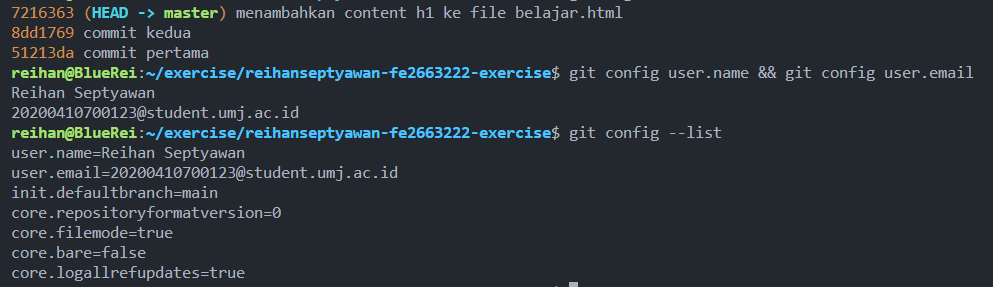 7216363 (HEAD -> master) menambahkan content h1 ke file belajar.html
8dd1769 commit kedua
51213da commit pertama
reihan@BlueRei:~/exercise/reihanseptyawan-fe2663222-exercise$ git config user.name && git config user.email
Reihan Septyawan
20200410700123@student.umj.ac.id
reihan@BlueRei:~/exercise/reihanseptyawan-fe2663222-exercise$ git config --list
user.name=Reihan Septyawan
user.email=20200410700123@student.umj.ac.id
init.defaultbranch=main
core.repositoryformatversion=0
core.filemode=true
core.bare=false
core.logallrefupdates=true